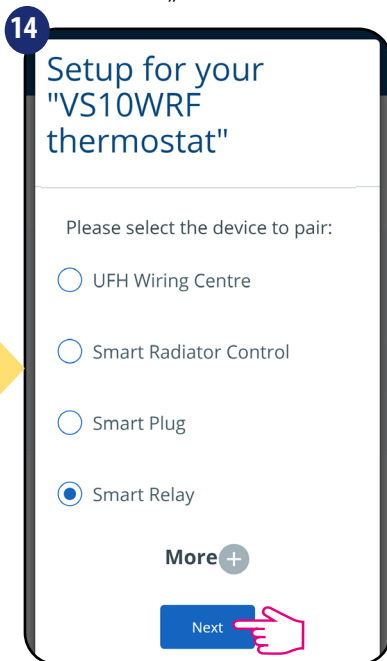 14
Setup for your
"VS10WRF
thermostat"
Please select the device to pair:
UFH Wiring Centre
Smart Radiator Control
Smart Plug
Smart Relay
More +
Next